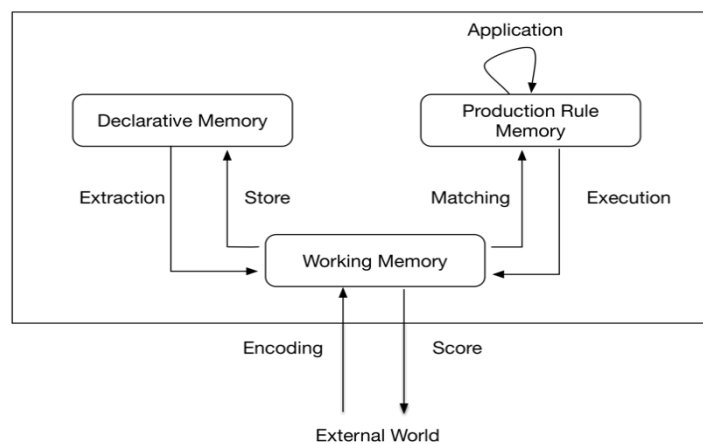 Application
Declarative Memory
Production Rule
Memory
Extraction
Store
Matching
Execution
Working Memory
Encoding
Score
External World